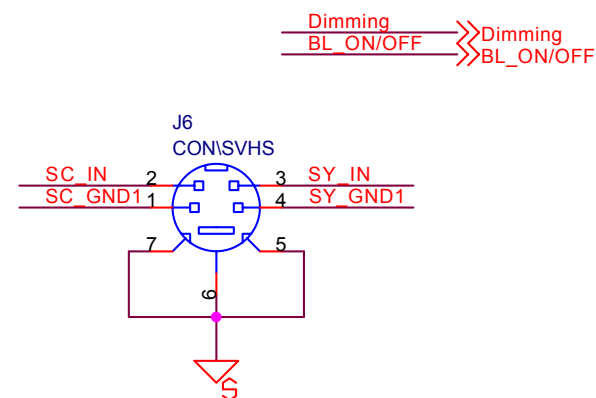 Dimming
Dimming
BL_ON/OFF
BL_ON/OFF
J6
CON\SVHS
SC_IN 2 3 SY_IN
SC_GND1 1 4 SY_GND1
7 5
6
S